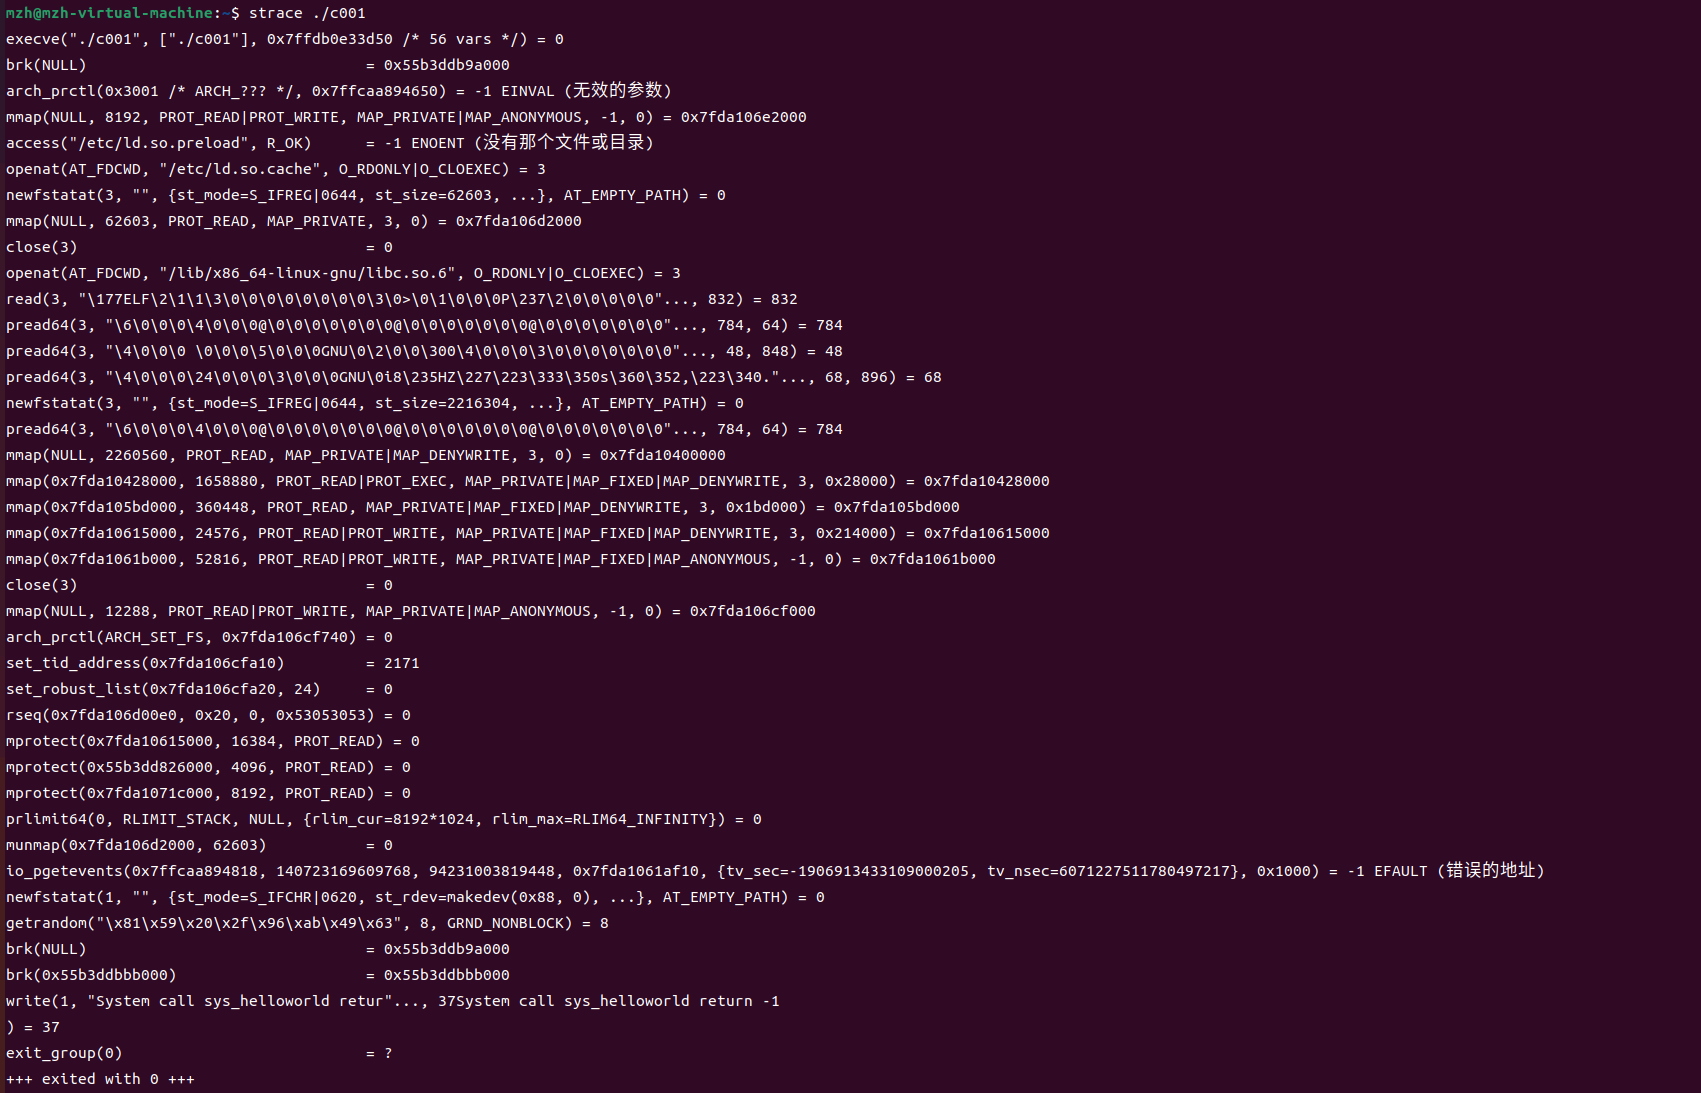 mzh@mzh-virtual-machine:~$ strace ./c001
execve("./c001", ["./c001"], 0x7ffdb0e33d50 /* 56 vars */) = 0
brk(NULL)                               = 0x55b3ddb9a000
arch_prctl(0x3001 /* ARCH_??? */, 0x7ffcaa894650) = -1 EINVAL (无效的参数)
mmap(NULL, 8192, PROT_READ|PROT_WRITE, MAP_PRIVATE|MAP_ANONYMOUS, -1, 0) = 0x7fda106e2000
access("/etc/ld.so.preload", R_OK)      = -1 ENOENT (没有那个文件或目录)
openat(AT_FDCWD, "/etc/ld.so.cache", O_RDONLY|O_CLOEXEC) = 3
newfstatat(3, "", {st_mode=S_IFREG|0644, st_size=62603, ...}, AT_EMPTY_PATH) = 0
mmap(NULL, 62603, PROT_READ, MAP_PRIVATE, 3, 0) = 0x7fda106d2000
close(3)                                = 0
openat(AT_FDCWD, "/lib/x86_64-linux-gnu/libc.so.6", O_RDONLY|O_CLOEXEC) = 3
read(3, "\177ELF\2\1\1\3\0\0\0\0\0\0\0\0\3\0>\0\1\0\0\0P\237\2\0\0\0\0\0"..., 832) = 832
pread64(3, "\6\0\0\0\4\0\0\0@\0\0\0\0\0\0\0@\0\0\0\0\0\0\0@\0\0\0\0\0\0\0"..., 784, 64) = 784
pread64(3, "\4\0\0\0 \0\0\0\5\0\0\0GNU\0\2\0\0\300\4\0\0\0\3\0\0\0\0\0\0\0"..., 48, 848) = 48
pread64(3, "\4\0\0\0\24\0\0\0\3\0\0\0GNU\0i8\235HZ\227\223\333\350s\360\352,\223\340."..., 68, 896) = 68
newfstatat(3, "", {st_mode=S_IFREG|0644, st_size=2216304, ...}, AT_EMPTY_PATH) = 0
pread64(3, "\6\0\0\0\4\0\0\0@\0\0\0\0\0\0\0@\0\0\0\0\0\0\0@\0\0\0\0\0\0\0"..., 784, 64) = 784
mmap(NULL, 2260560, PROT_READ, MAP_PRIVATE|MAP_DENYWRITE, 3, 0) = 0x7fda10400000
mmap(0x7fda10428000, 1658880, PROT_READ|PROT_EXEC, MAP_PRIVATE|MAP_FIXED|MAP_DENYWRITE, 3, 0x28000) = 0x7fda10428000
mmap(0x7fda105bd000, 360448, PROT_READ, MAP_PRIVATE|MAP_FIXED|MAP_DENYWRITE, 3, 0x1bd000) = 0x7fda105bd000
mmap(0x7fda10615000, 24576, PROT_READ|PROT_WRITE, MAP_PRIVATE|MAP_FIXED|MAP_DENYWRITE, 3, 0x214000) = 0x7fda10615000
mmap(0x7fda1061b000, 52816, PROT_READ|PROT_WRITE, MAP_PRIVATE|MAP_FIXED|MAP_ANONYMOUS, -1, 0) = 0x7fda1061b000
close(3)                                = 0
mmap(NULL, 12288, PROT_READ|PROT_WRITE, MAP_PRIVATE|MAP_ANONYMOUS, -1, 0) = 0x7fda106cf000
arch_prctl(ARCH_SET_FS, 0x7fda106cf740) = 0
set_tid_address(0x7fda106cfa10)         = 2171
set_robust_list(0x7fda106cfa20, 24)     = 0
rseq(0x7fda106d00e0, 0x20, 0, 0x53053053) = 0
mprotect(0x7fda10615000, 16384, PROT_READ) = 0
mprotect(0x55b3dd826000, 4096, PROT_READ) = 0
mprotect(0x7fda1071c000, 8192, PROT_READ) = 0
prlimit64(0, RLIMIT_STACK, NULL, {rlim_cur=8192*1024, rlim_max=RLIM64_INFINITY}) = 0
munmap(0x7fda106d2000, 62603)           = 0
io_pgetevents(0x7ffcaa894818, 140723169609768, 94231003819448, 0x7fda1061af10, {tv_sec=-1906913433109000205, tv_nsec=6071227511780497217}, 0x1000) = -1 EFAULT (错误的地址)
newfstatat(1, "", {st_mode=S_IFCHR|0620, st_rdev=makedev(0x88, 0), ...}, AT_EMPTY_PATH) = 0
getrandom("\x81\x59\x20\x2f\x96\xab\x49\x63", 8, GRND_NONBLOCK) = 8
brk(NULL)                               = 0x55b3ddb9a000
brk(0x55b3ddbbb000)                     = 0x55b3ddbbb000
write(1, "System call sys_helloworld retur"..., 37System call sys_helloworld return -1
) = 37
exit_group(0)                           = ?
+++ exited with 0 +++